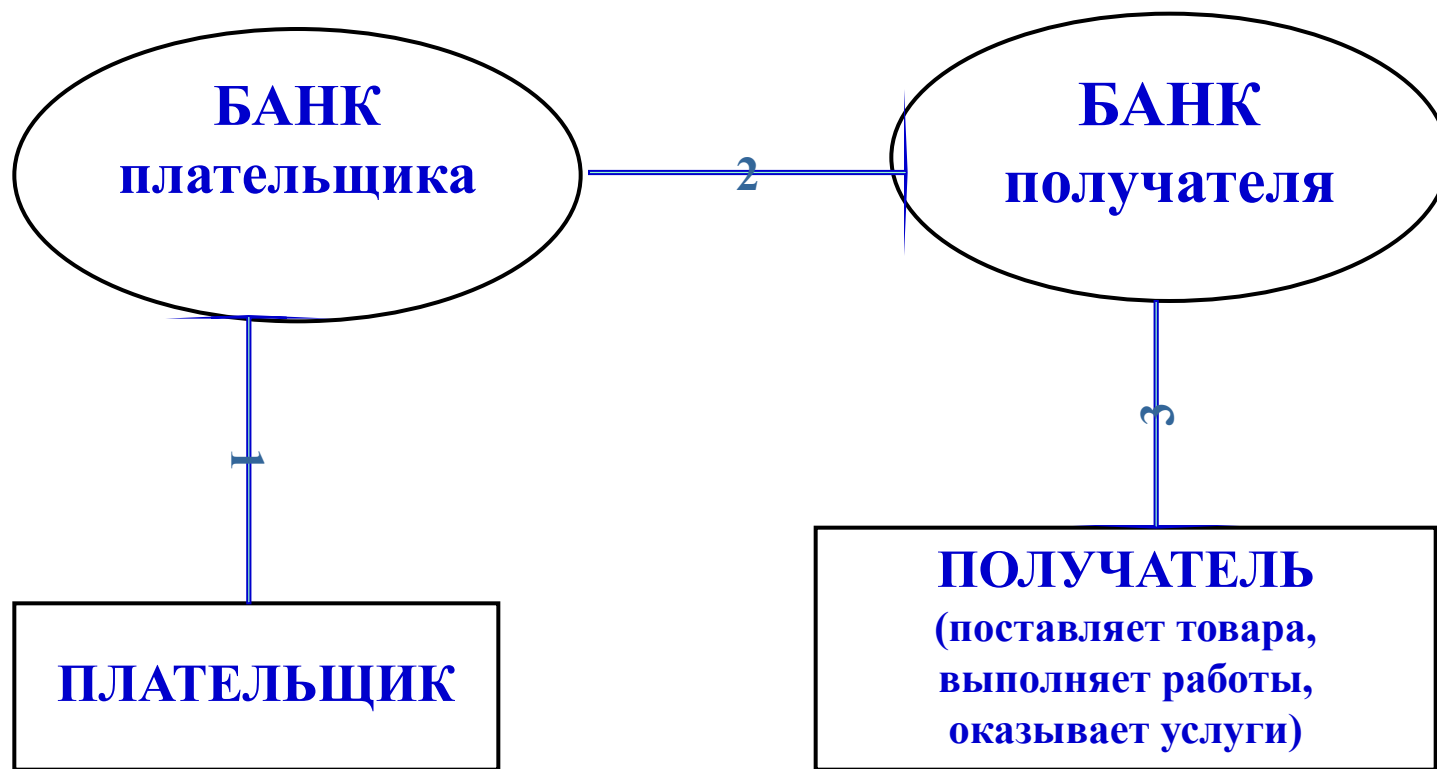 БАНК
плательщика
БАНК
получателя
2
1
3
ПЛАТЕЛЬЩИК
ПОЛУЧАТЕЛЬ
(поставляет товара,
выполняет работы,
оказывает услуги)